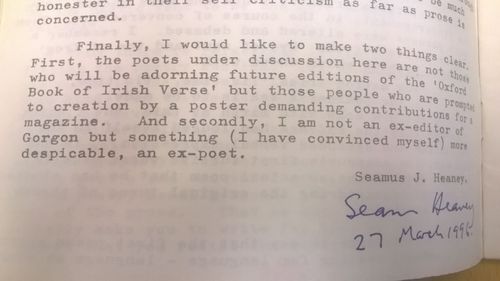 honester in their self criticism as far as prose is
concerned.
Finally, I would like to make two things clear.
First, the poets under discussion here are not those
who will be adorning future editions of the 'Oxford
Book of Irish Verse' but those people who are prompted
to creation by a poster demanding contributions for a
magazine. And secondly, I am not an ex-editor of
Gorgon but something (I have convinced myself) more
despicable, an ex-poet.
Seamus J. Heaney.
Seamus Heaney
27 March 1996.